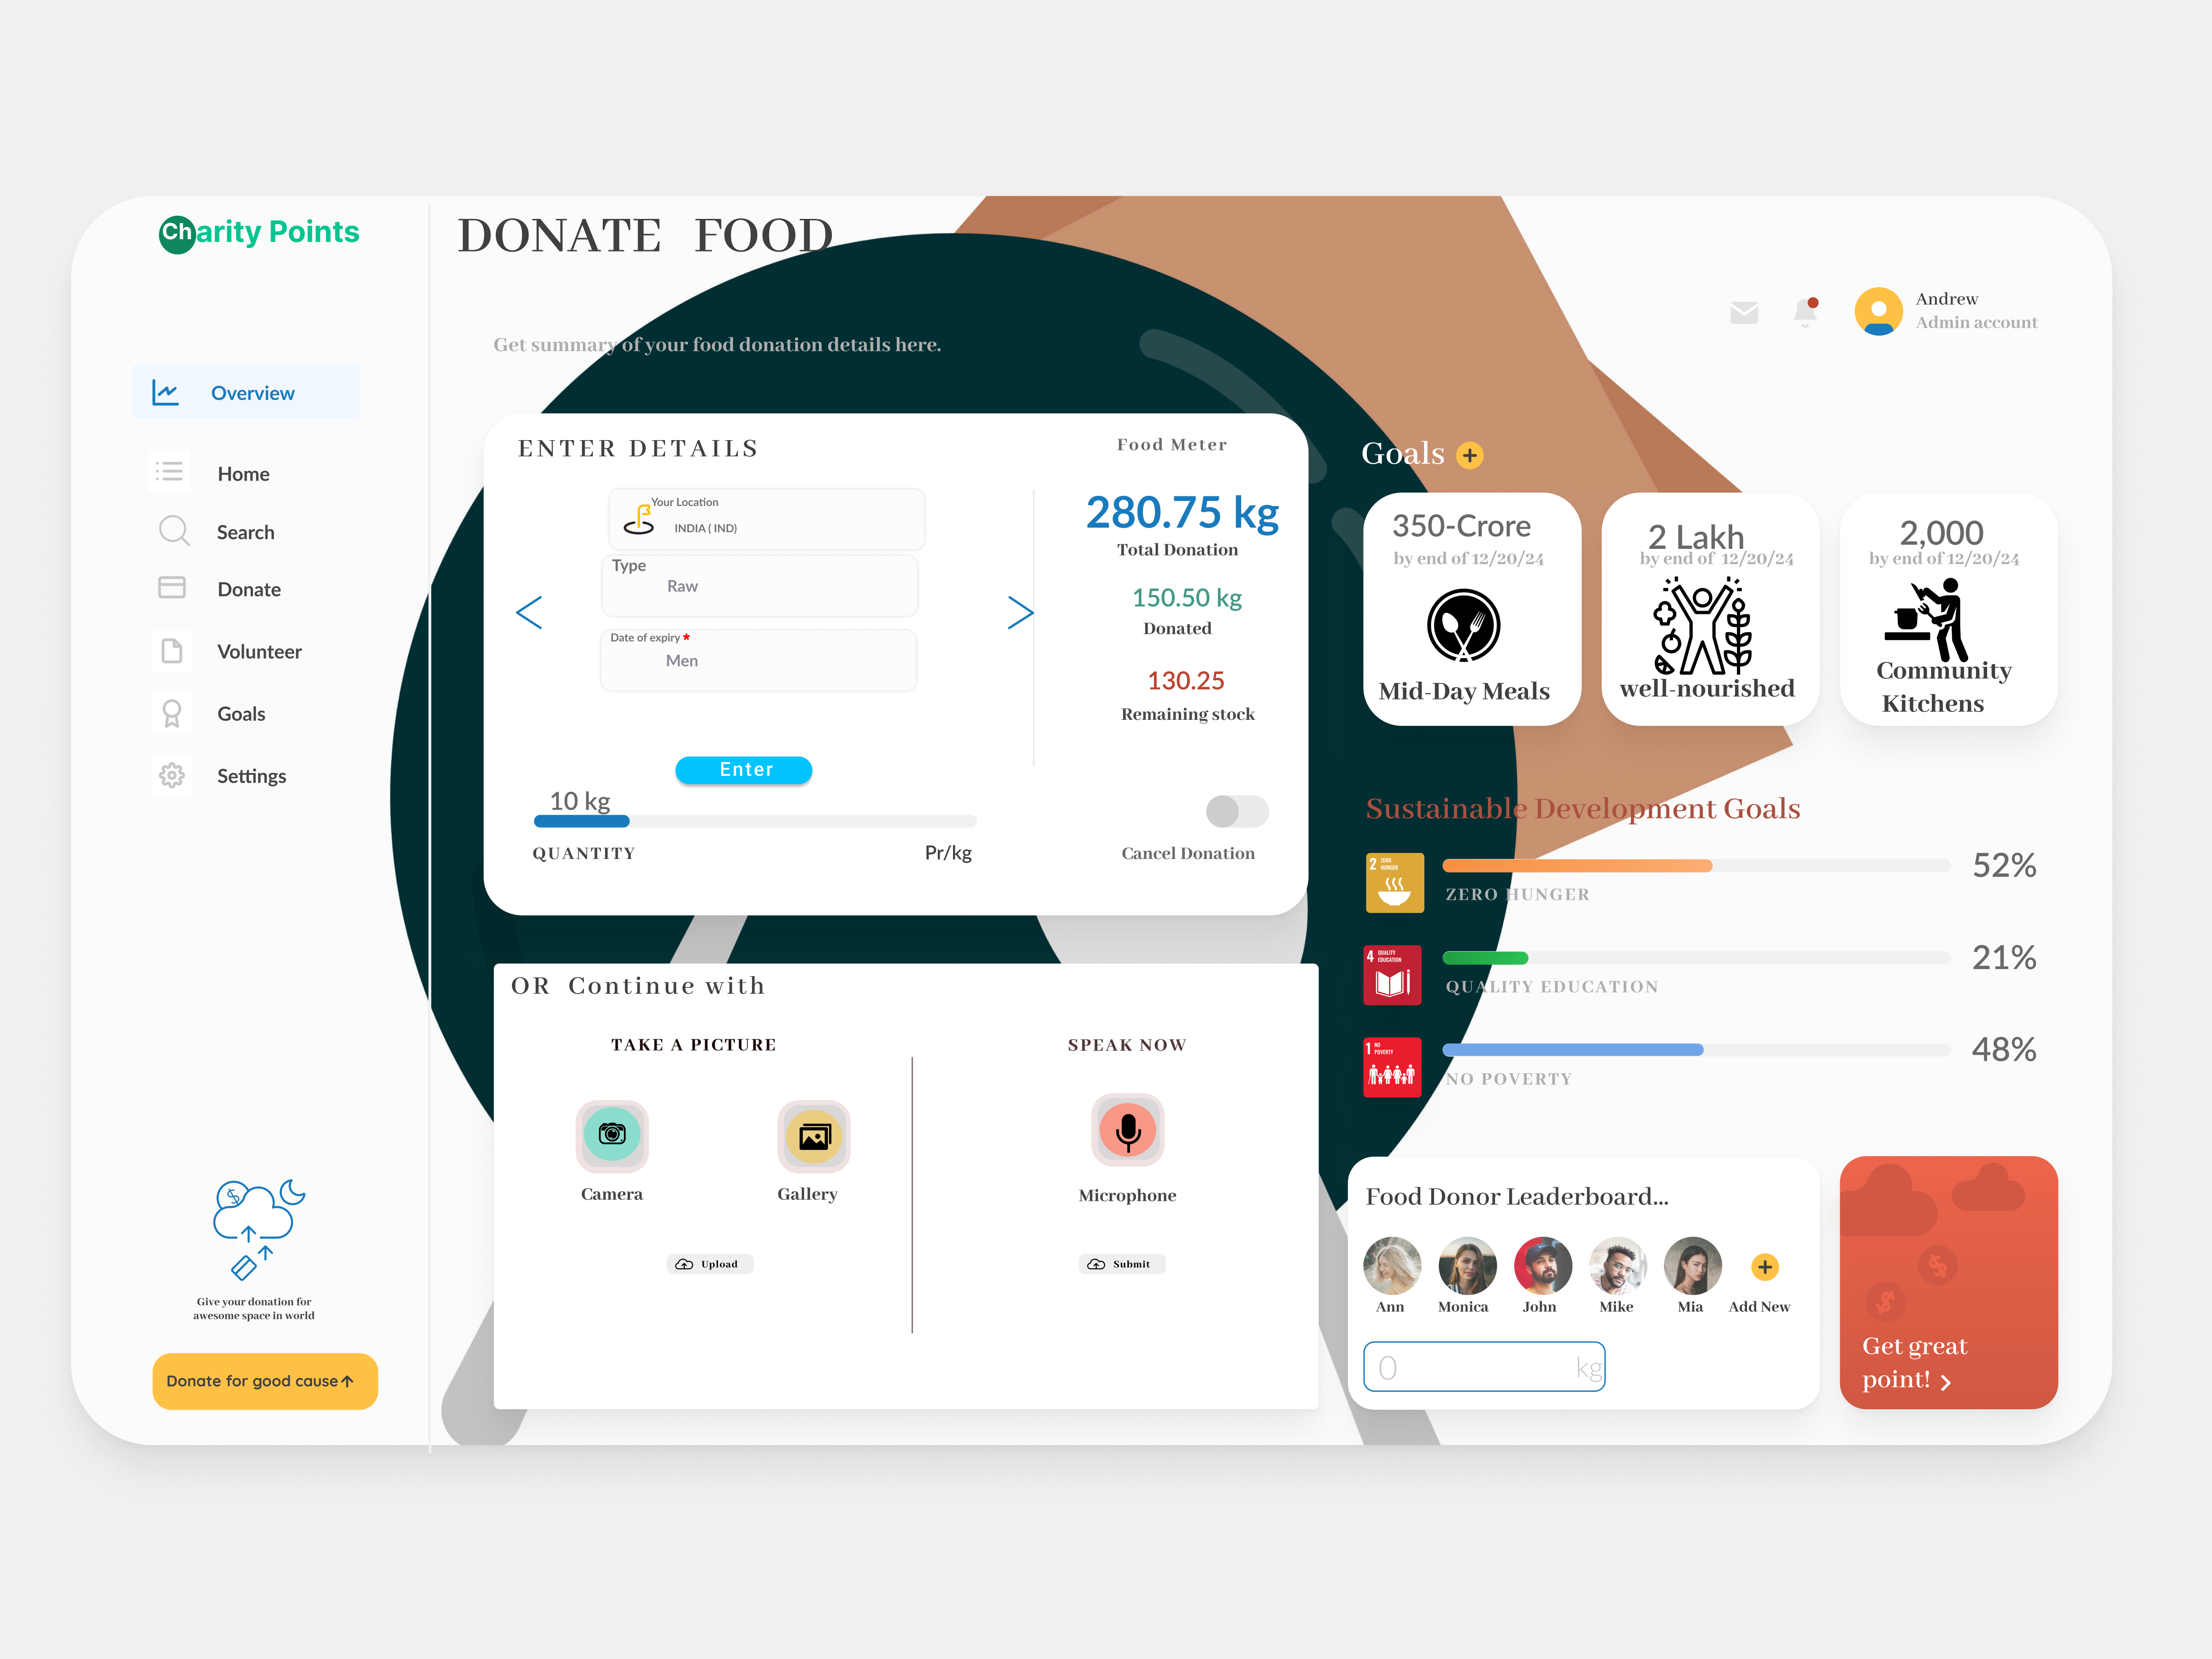 Charity Points
Overview
Home
Search
Donate
Volunteer
Goals
Settings
$
Give your donation for
awesome space in world
Donate for good cause
DONATE FOOD
Get summary of your food donation details here.
Andrew
Admin account
ENTER DETAILS
Your Location
INDIA ( IND)
Type
Raw
Date of expiry *
Men
Enter
10 kg
QUANTITY
Pr/kg
Food Meter
280.75 kg
Total Donation
150.50 kg
Donated
130.25
Remaining stock
Cancel Donation
OR Continue with
TAKE A PICTURE
Camera
Gallery
Upload
SPEAK NOW
Microphone
Submit
Goals +
350-Crore
by end of 12/20/24
Mid-Day Meals
2 Lakh
by end of 12/20/24
well-nourished
2,000
by end of 12/20/24
Community
Kitchens
Sustainable Development Goals
2 ZERO
HUNGER
52%
ZERO HUNGER
4 QUALITY
EDUCATION
21%
QUALITY EDUCATION
1 NO
POVERTY
48%
NO POVERTY
Food Donor Leaderboard...
Ann
Monica
John
Mike
Mia
+
Add New
0 kg
$
$
Get great
point! >